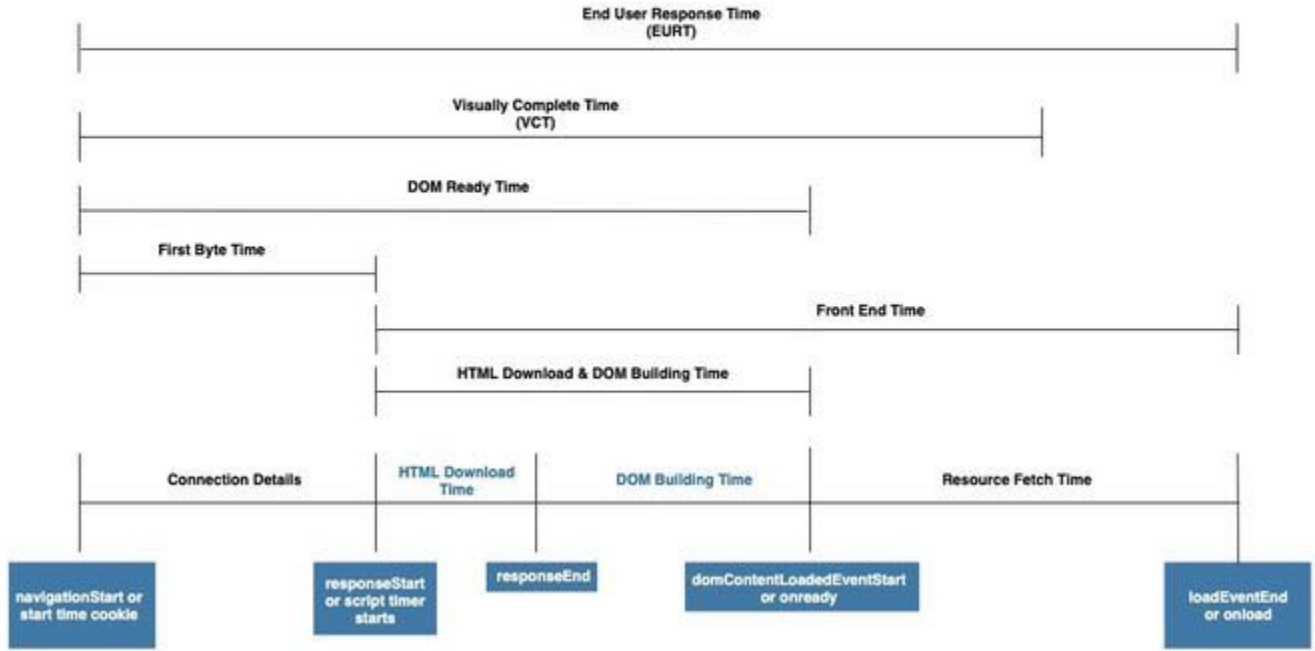 End User Response Time
(EURT)
Visually Complete Time
(VCT)
DOM Ready Time
First Byte Time
Front End Time
HTML Download & DOM Building Time
Connection Details
HTML Download
Time
DOM Building Time
Resource Fetch Time
navigationStart or
start time cookie
responseStart
or script timer
starts
responseEnd
domContentLoadedEventStart
or onready
loadEventEnd
or onload